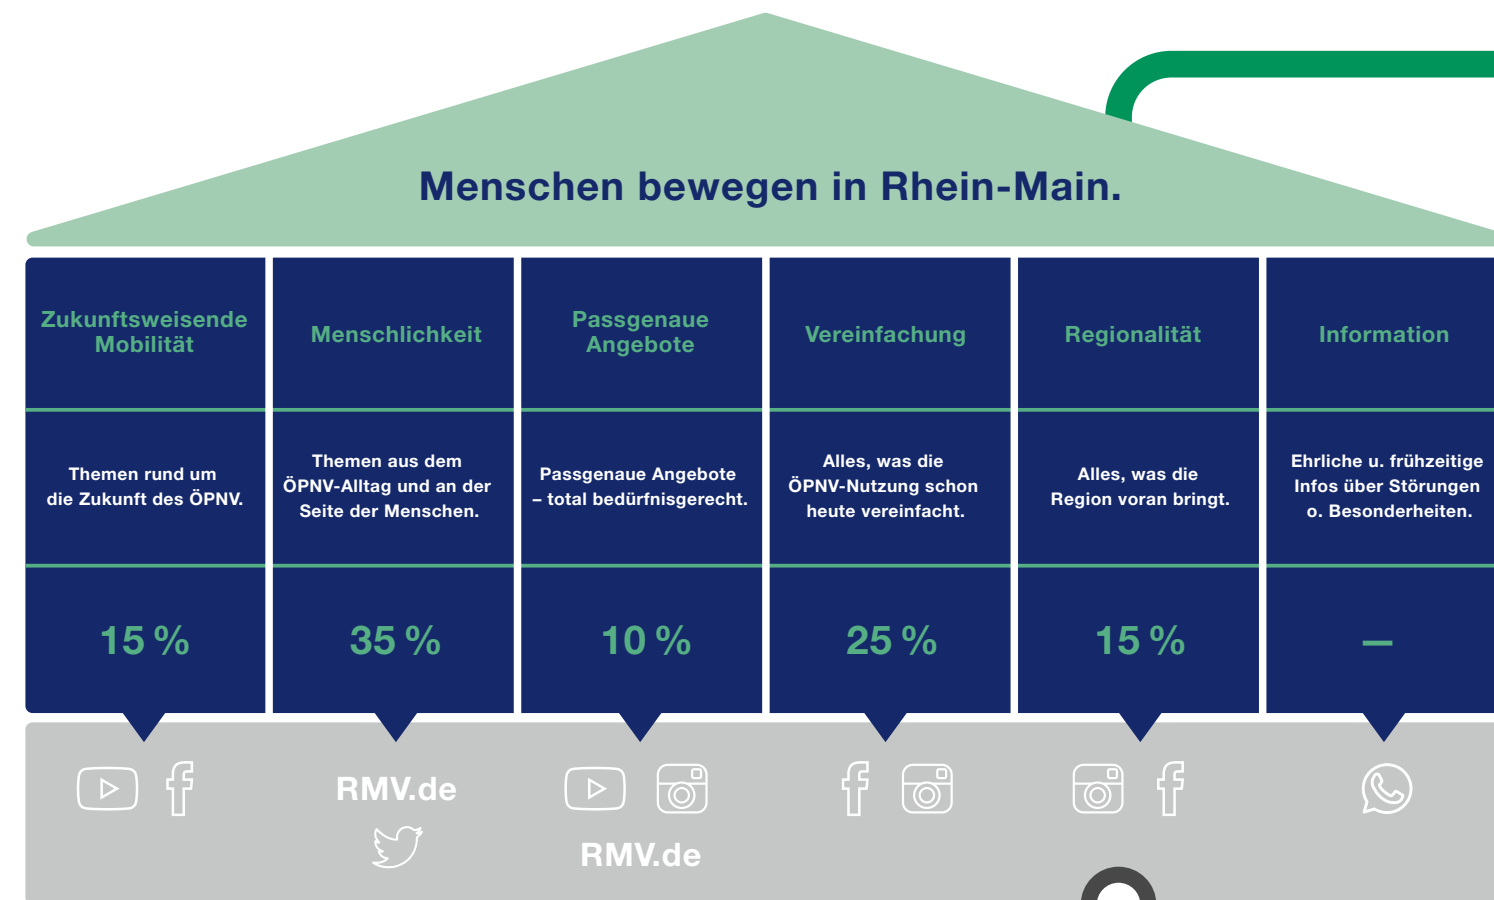 Menschen bewegen in Rhein-Main.
Zukunftsweisende
Mobilität
Themen rund um
die Zukunft des ÖPNV.
15 %
Menschlichkeit
Themen aus dem
ÖPNV-Alltag und an der
Seite der Menschen.
35 %
RMV.de
Passgenaue
Angebote
Passgenaue Angebote
– total bedürfnisgerecht.
10 %
RMV.de
Vereinfachung
Alles, was die
ÖPNV-Nutzung schon
heute vereinfacht.
25 %
Regionalität
Alles, was die
Region voran bringt.
15 %
Information
Ehrliche u. frühzeitige
Infos über Störungen
o. Besonderheiten.
–